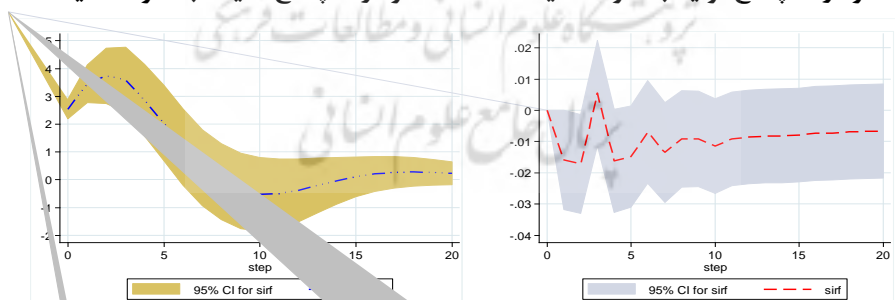 پژوهشگاه علوم انسانی و مطالعات فرهنگی
پرتال جامع علوم انسانی
5
4
3
2
1
0
-1
-2
0 5 10 15 20
step
95% CI for sirf
.02
.01
0
-.01
-.02
-.03
-.04
0 5 10 15 20
step
95% CI for sirf sirf